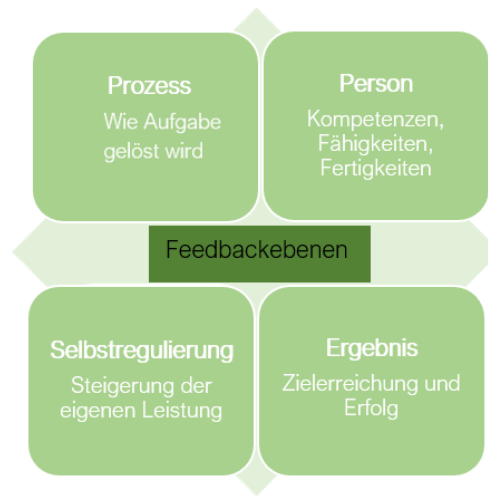 Prozess
Wie Aufgabe
gelöst wird
Person
Kompetenzen,
Fähigkeiten,
Fertigkeiten
Feedbackebenen
Selbstregulierung
Steigerung der
eigenen Leistung
Ergebnis
Zielerreichung und
Erfolg